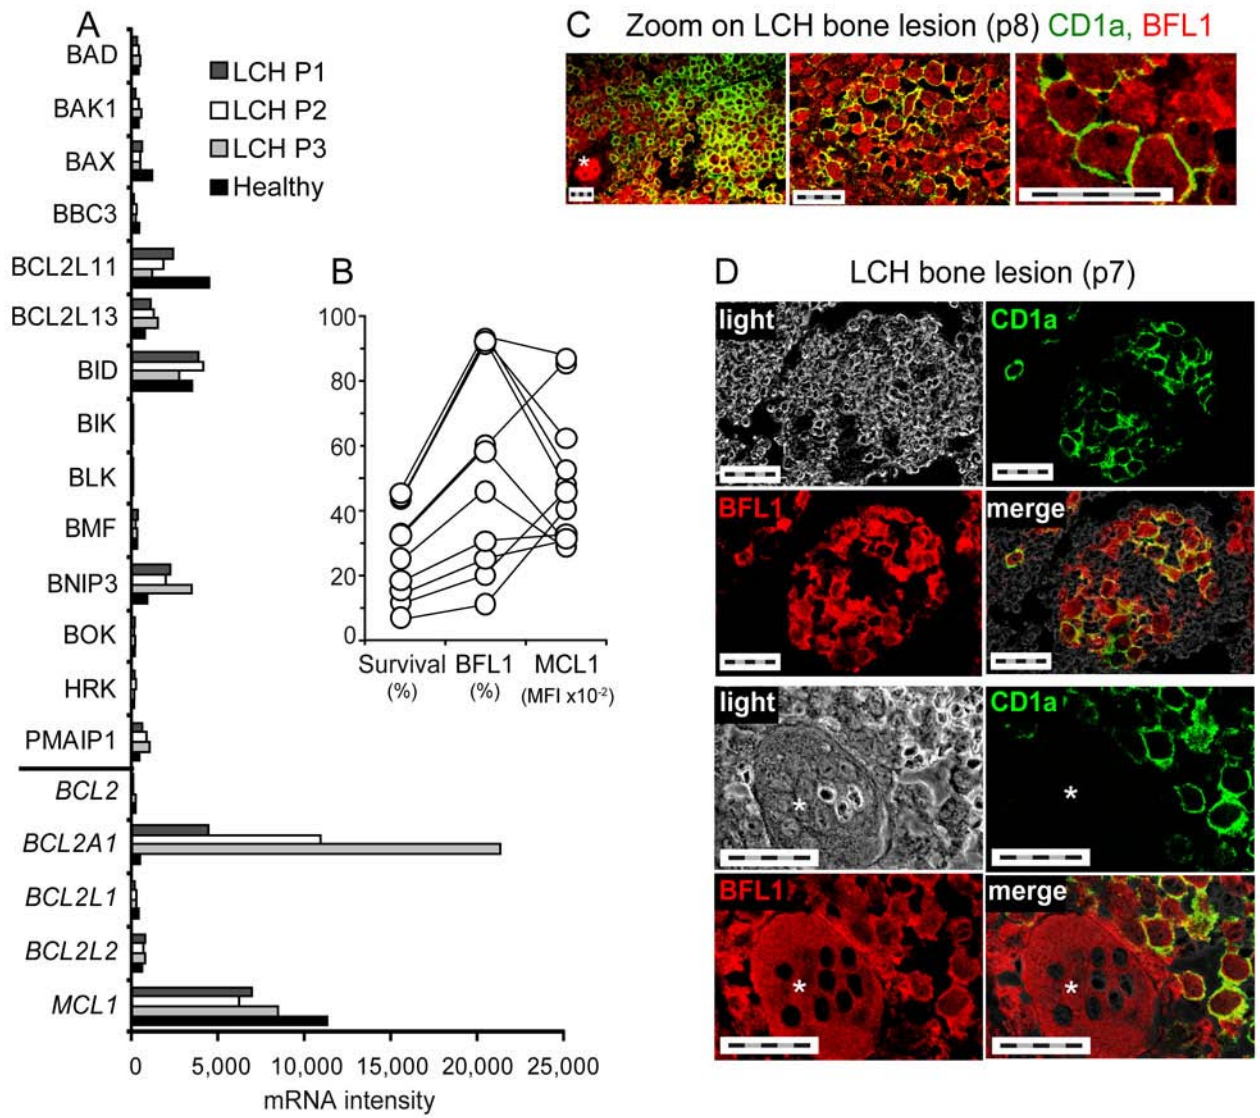 A
BAD
BAK1
BAX
BBC3
BCL2L11
BCL2L13
BID
BIK
BLK
BMF
BNIP3
BOK
HRK
PMAIP1
BCL2
BCL2A1
BCL2L1
BCL2L2
MCL1
0 5,000 10,000 15,000 20,000 25,000
mRNA intensity
LCH P1
LCH P2
LCH P3
Healthy
B
100
80
60
40
20
0
Survival BFL1 MCL1
(%) (%) (MFI x10-2)
C Zoom on LCH bone lesion (p8) CD1a, BFL1
*
D LCH bone lesion (p7)
light CD1a
BFL1 merge
light CD1a
* *
BFL1 merge
* *